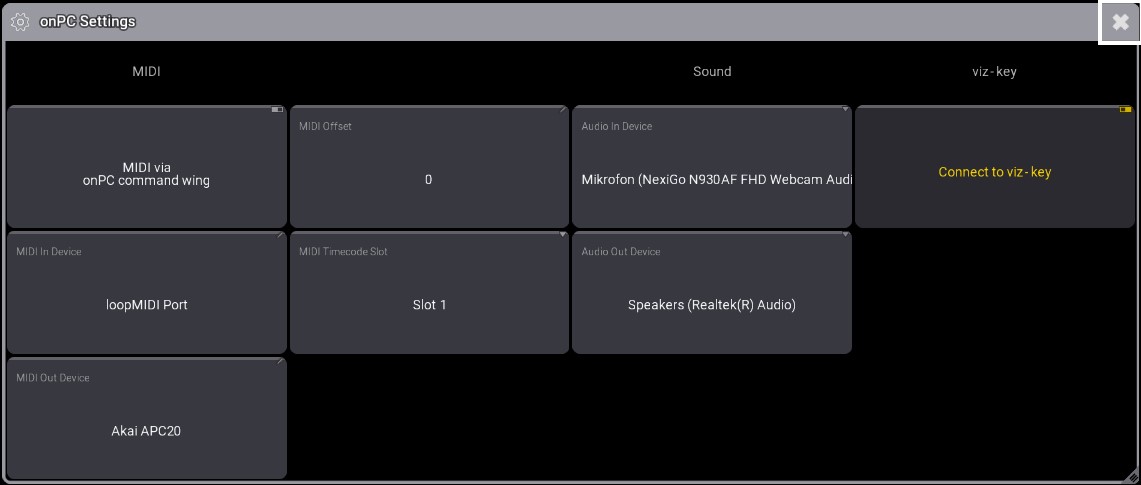 onPC Settings
MIDI
Sound
viz-key
MIDI via
onPC command wing
MIDI Offset
0
Audio In Device
Mikrofon (NexiGo N930AF FHD Webcam Audi
Connect to viz-key
MIDI In Device
loopMIDI Port
MIDI Timecode Slot
Slot 1
Audio Out Device
Speakers (Realtek(R) Audio)
MIDI Out Device
Akai APC20